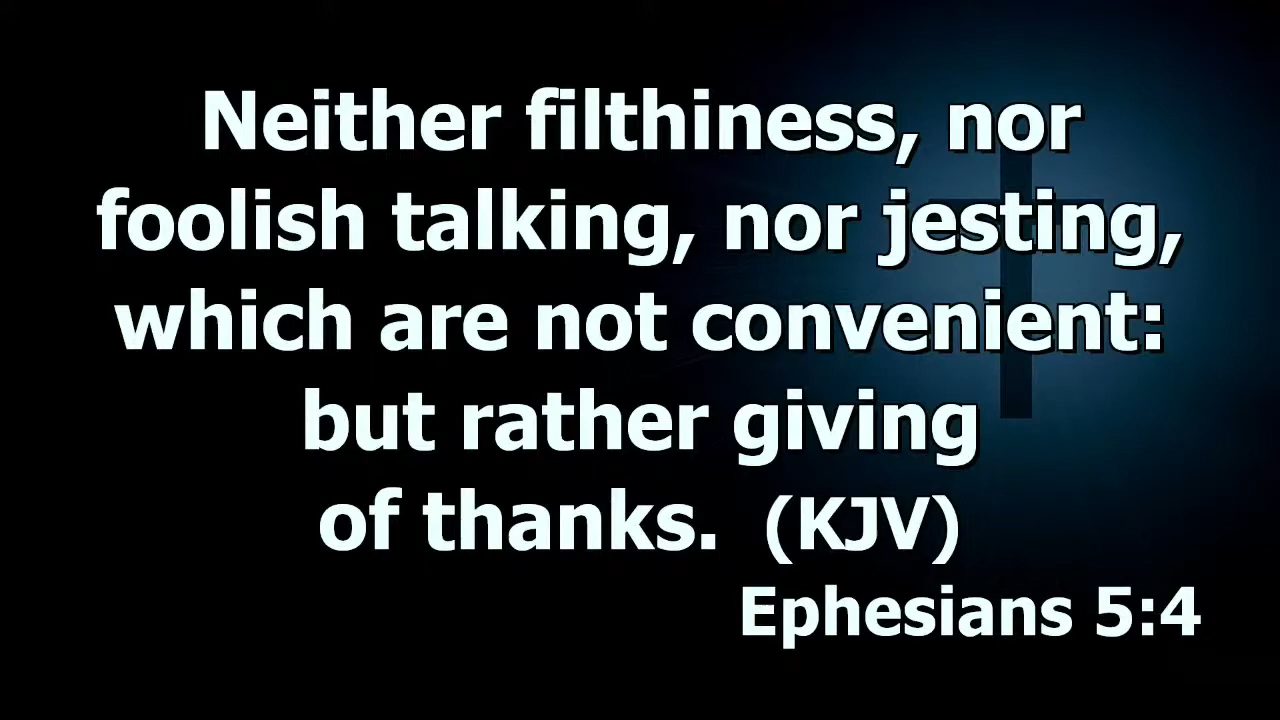 Neither filthiness, nor
foolish talking, nor jesting,
which are not convenient:
but rather giving
of thanks. (KJV)
Ephesians 5:4